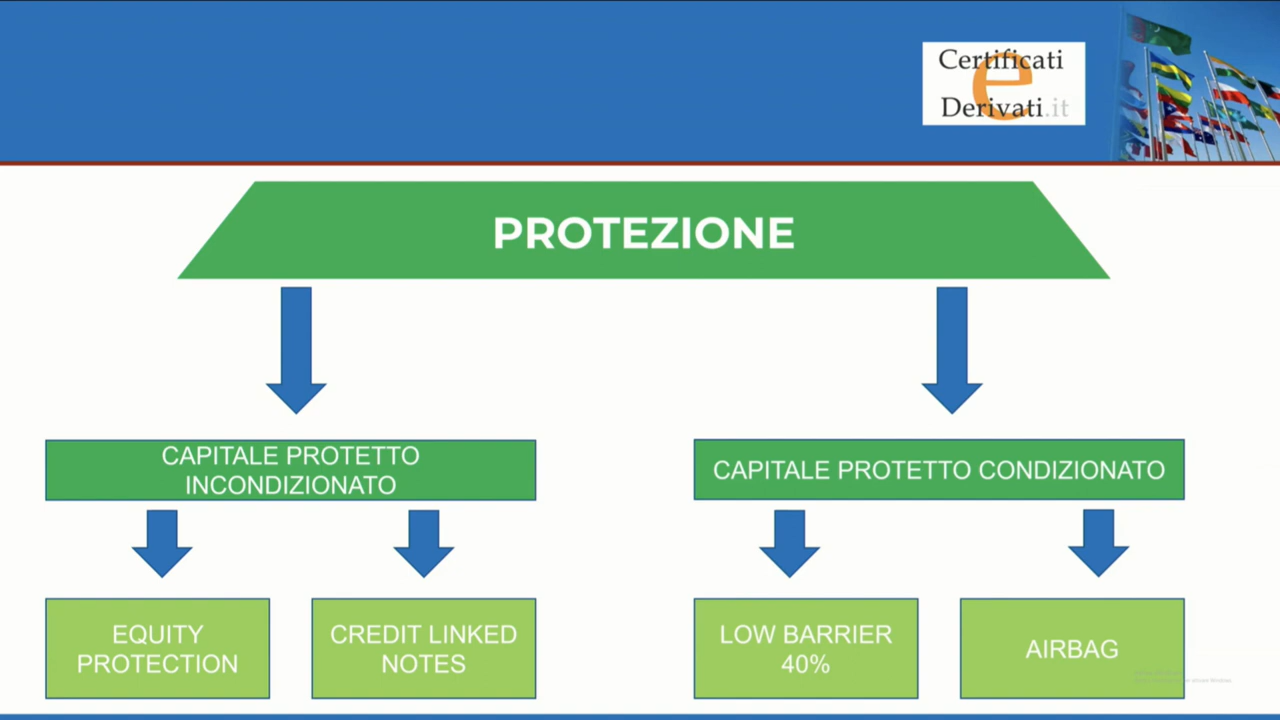 Certificati
e
Derivati.it
PROTEZIONE
CAPITALE PROTETTO
INCONDIZIONATO
CAPITALE PROTETTO CONDIZIONATO
EQUITY
PROTECTION
CREDIT LINKED
NOTES
LOW BARRIER
40%
AIRBAG